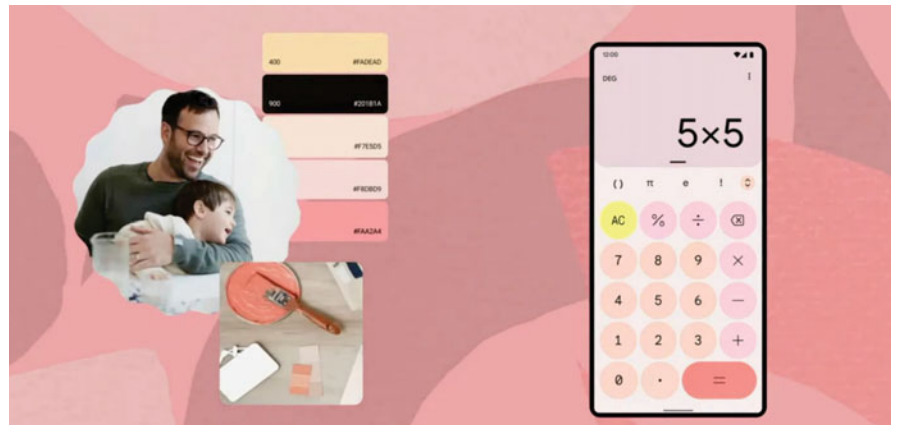 400 #FADEAD
900 #201B1A
#F7E5D5
#F8DBD9
#FAA2A4
12:00
DEG
5×5
() π e !
AC % ÷
7 8 9 ×
4 5 6 −
1 2 3 +
0 . =